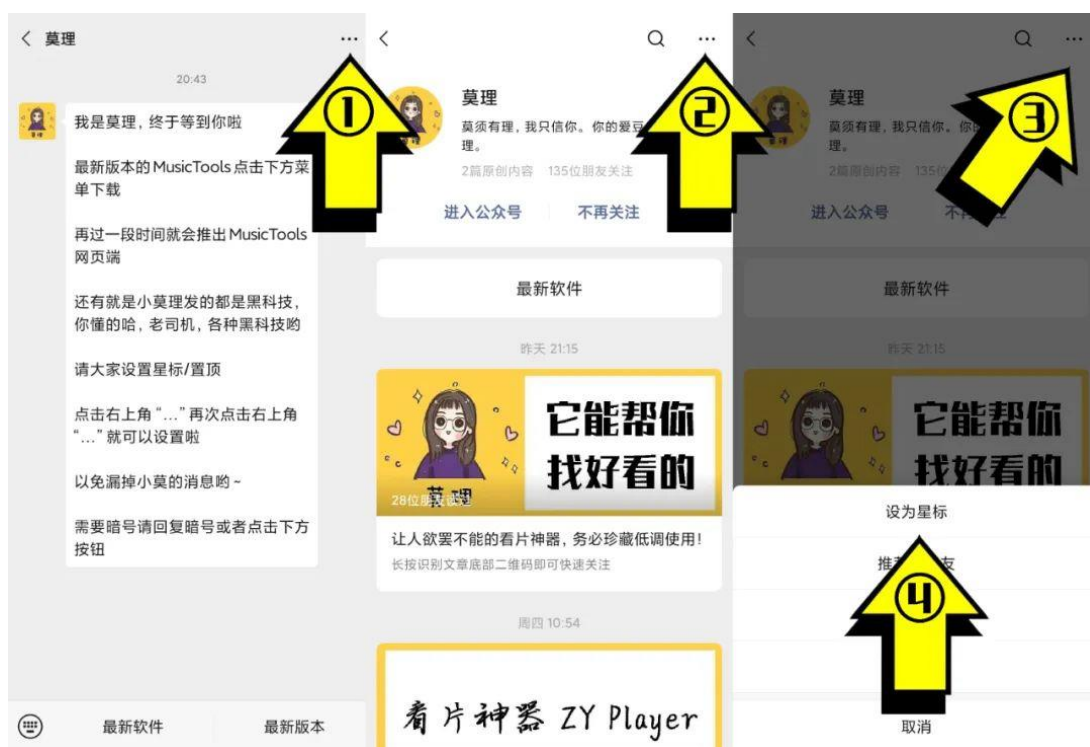 莫理
20:43
我是莫理，终于等到你啦
最新版本的MusicTools点击下方菜
单下载
再过一段时间就会推出MusicTools
网页端
还有就是小莫理发的都是黑科技，
你懂的哈，老司机，各种黑科技哟
请大家设置星标/置顶
点击右上角“...”再次点击右上角
“...”就可以设置啦
以免漏掉小莫的消息哟~
需要暗号请回复暗号或者点击下方
按钮
最新软件
最新版本
①
莫理
莫须有理，我只信你。你的爱豆
理。
2篇原创内容 135位朋友关注
进入公众号
不再关注
②
最新软件
昨天 21:15
它能帮你
找好看的
莫理
28位朋友读过
让人欲罢不能的看片神器，务必珍藏低调使用！
长按识别文章底部二维码即可快速关注
周四 10:54
看片神器 ZY Player
莫理
莫须有理，我只信你。
理。
2篇原创内容
进入公众号
③
最新软件
昨天 21:15
它能帮你
找好看的
设为星标
④
取消